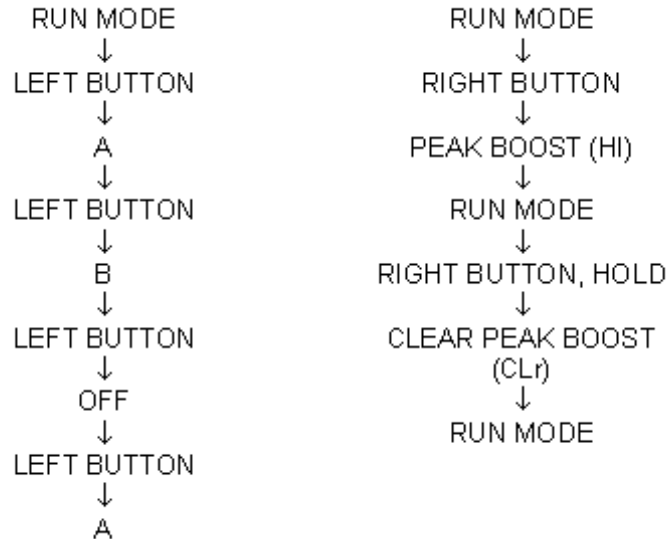 RUN MODE
↓
LEFT BUTTON
↓
A
↓
LEFT BUTTON
↓
B
↓
LEFT BUTTON
↓
OFF
↓
LEFT BUTTON
↓
A
RUN MODE
↓
RIGHT BUTTON
↓
PEAK BOOST (HI)
↓
RUN MODE
↓
RIGHT BUTTON, HOLD
↓
CLEAR PEAK BOOST
(CLr)
↓
RUN MODE